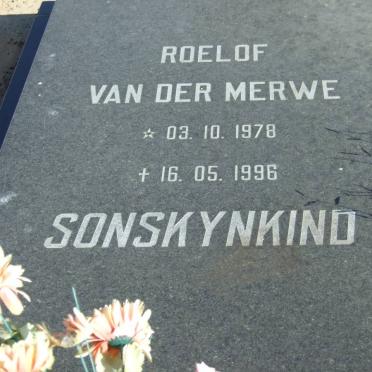 ROELOF
VAN DER MERWE
☆ 03. 10. 1978
✝ 16. 05. 1996
SONSKYNKIND